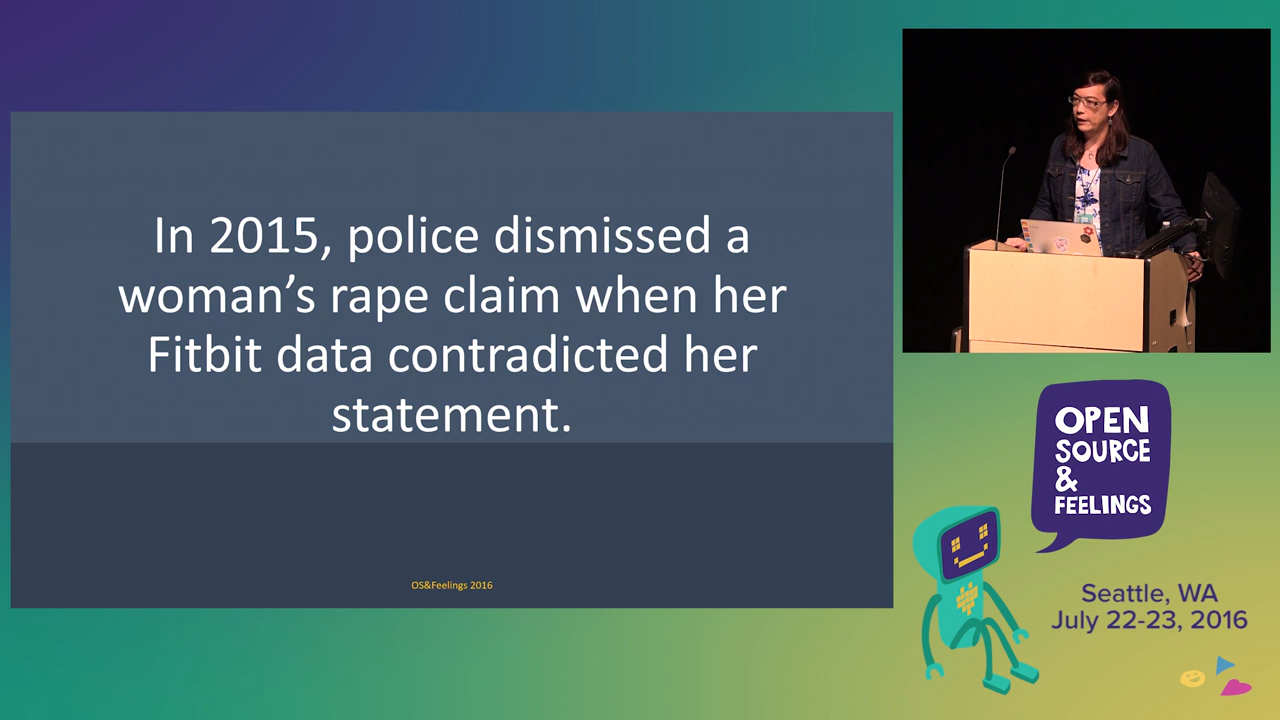 In 2015, police dismissed a
woman’s rape claim when her
Fitbit data contradicted her
statement.
OS&Feelings 2016
OPEN
SOURCE
&
FEELINGS
Seattle, WA
July 22-23, 2016